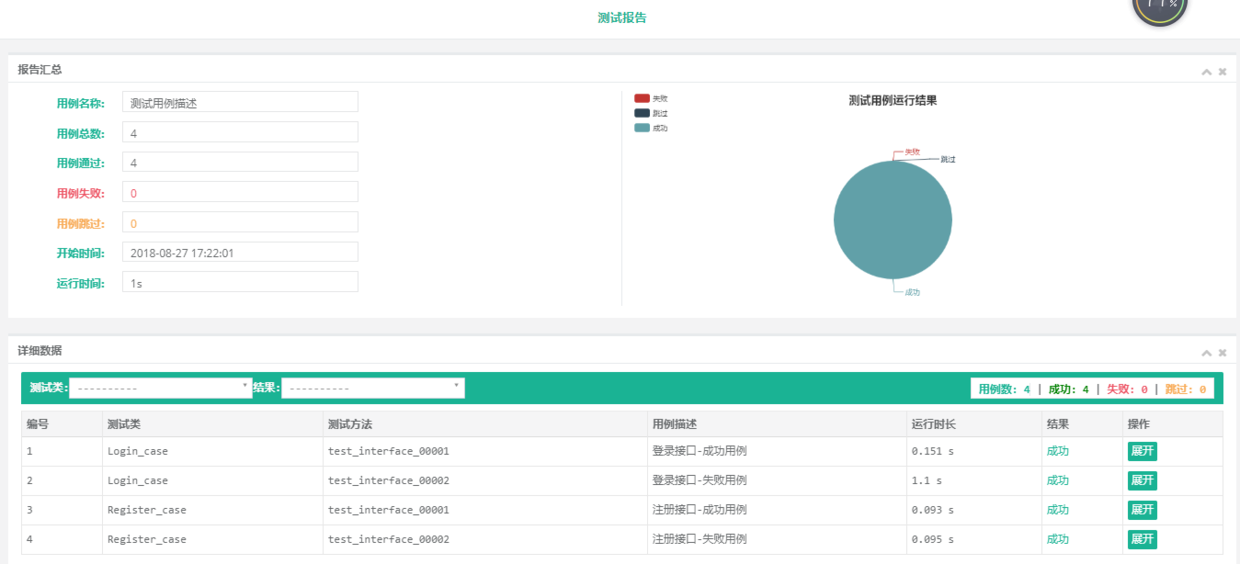 测试报告
报告汇总
用例名称: 测试用例描述
用例总数: 4
用例通过: 4
用例失败: 0
用例跳过: 0
开始时间: 2018-08-27 17:22:01
运行时间: 1s
失败
跳过
成功
测试用例运行结果
失败
跳过
成功
详细数据
测试类: ---------- 结果: ---------- 用例数: 4 | 成功: 4 | 失败: 0 | 跳过: 0
编号 测试类 测试方法 用例描述 运行时长 结果 操作
1 Login_case test_interface_00001 登录接口-成功用例 0.151 s 成功 展开
2 Login_case test_interface_00002 登录接口-失败用例 1.1 s 成功 展开
3 Register_case test_interface_00001 注册接口-成功用例 0.093 s 成功 展开
4 Register_case test_interface_00002 注册接口-失败用例 0.095 s 成功 展开